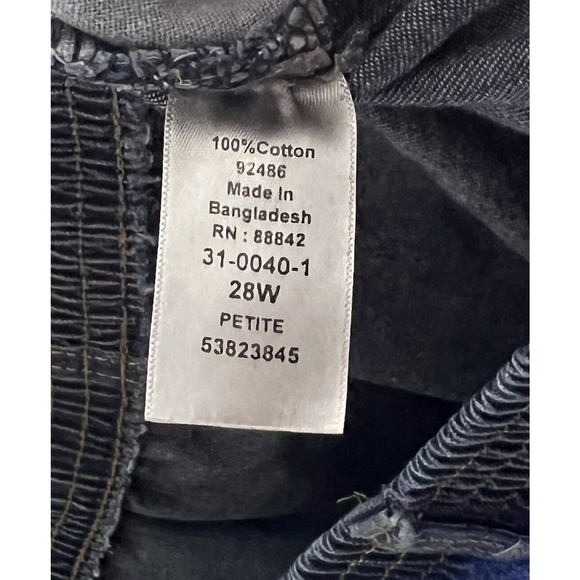 100%Cotton
92486
Made In
Bangladesh
RN : 88842
31-0040-1
28W
PETITE
53823845